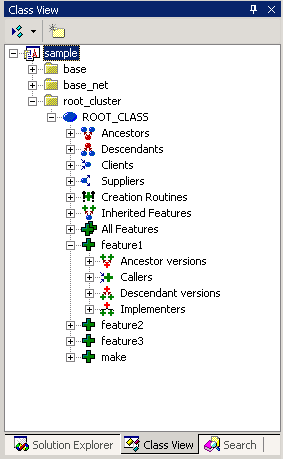 Class View
sample
base
base_net
root_cluster
ROOT_CLASS
Ancestors
Descendants
Clients
Suppliers
Creation Routines
Inherited Features
All Features
feature1
Ancestor versions
Callers
Descendant versions
Implementers
feature2
feature3
make
Solution Explorer Class View Search